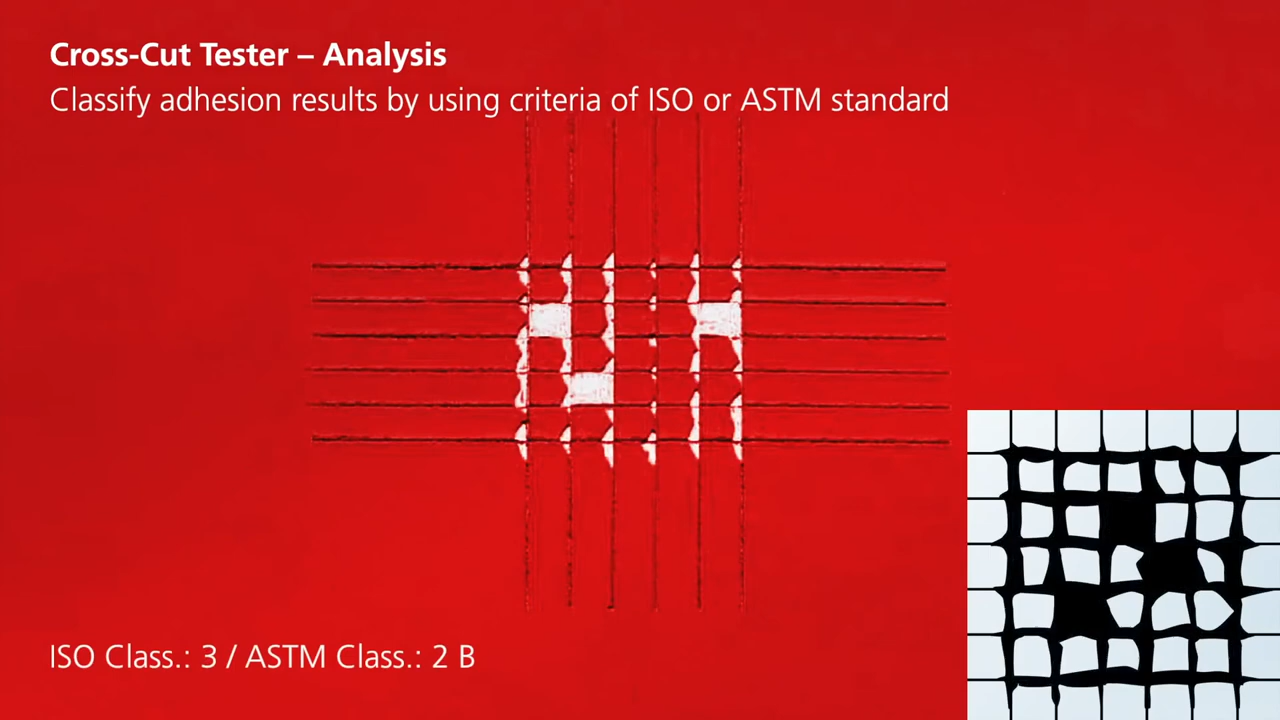 Cross-Cut Tester – Analysis
Classify adhesion results by using criteria of ISO or ASTM standard
ISO Class.: 3 / ASTM Class.: 2 B